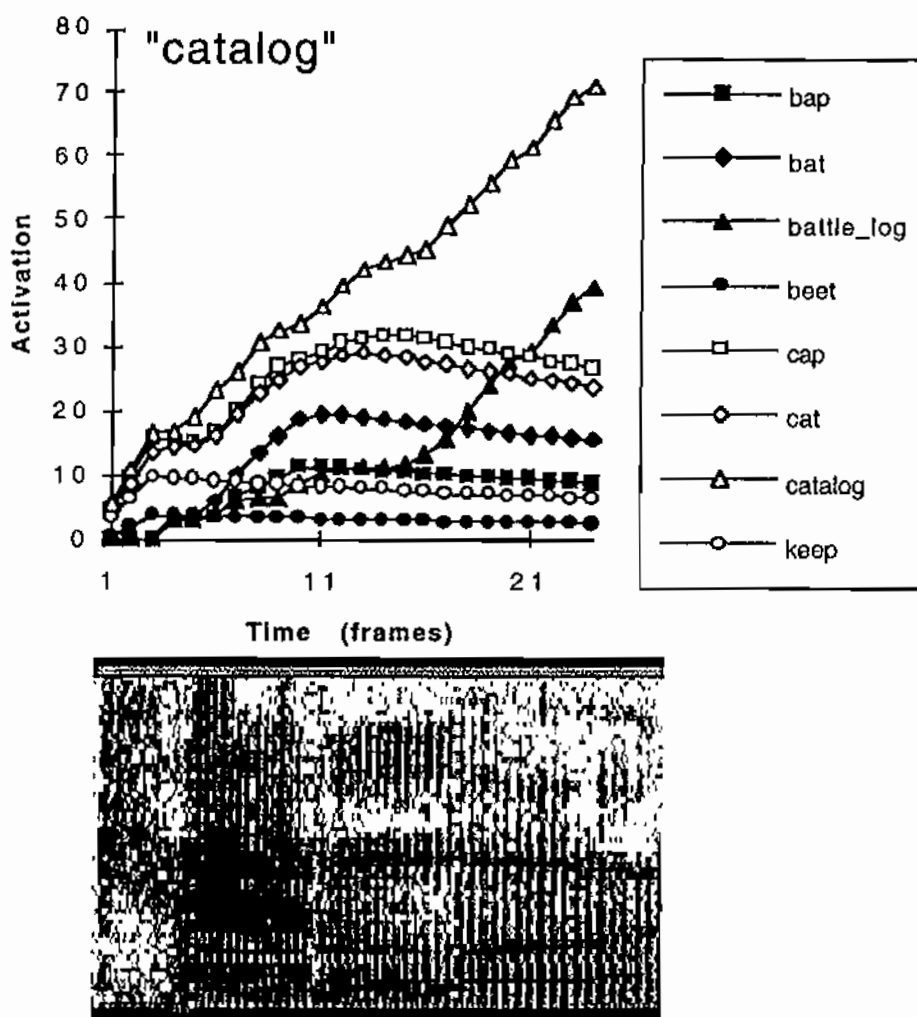 80
"catalog"
70
60
50
40
30
20
10
0
Activation
1
11
21
Time (frames)
bap
bat
battle_log
beet
cap
cat
catalog
keep